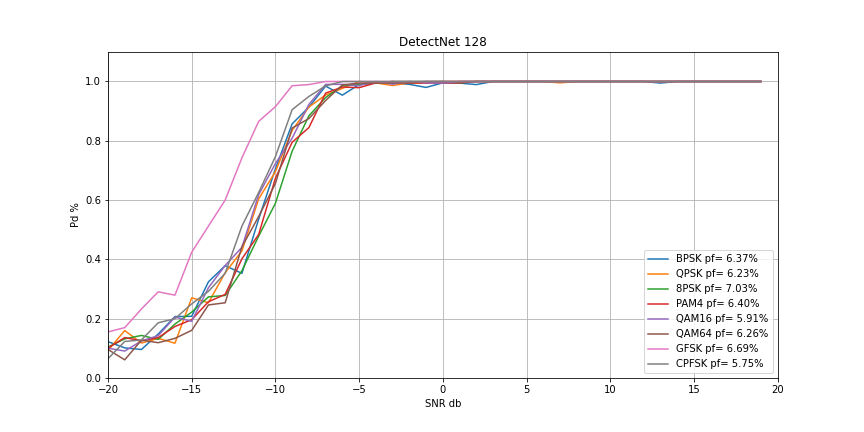 DetectNet 128
Pd %
1.0
0.8
0.6
0.4
0.2
0.0
BPSK pf= 6.37%
QPSK pf= 6.23%
8PSK pf= 7.03%
PAM4 pf= 6.40%
QAM16 pf= 5.91%
QAM64 pf= 6.26%
GFSK pf= 6.69%
CPFSK pf= 5.75%
−20 −15 −10 −5 0 5 10 15 20
SNR db